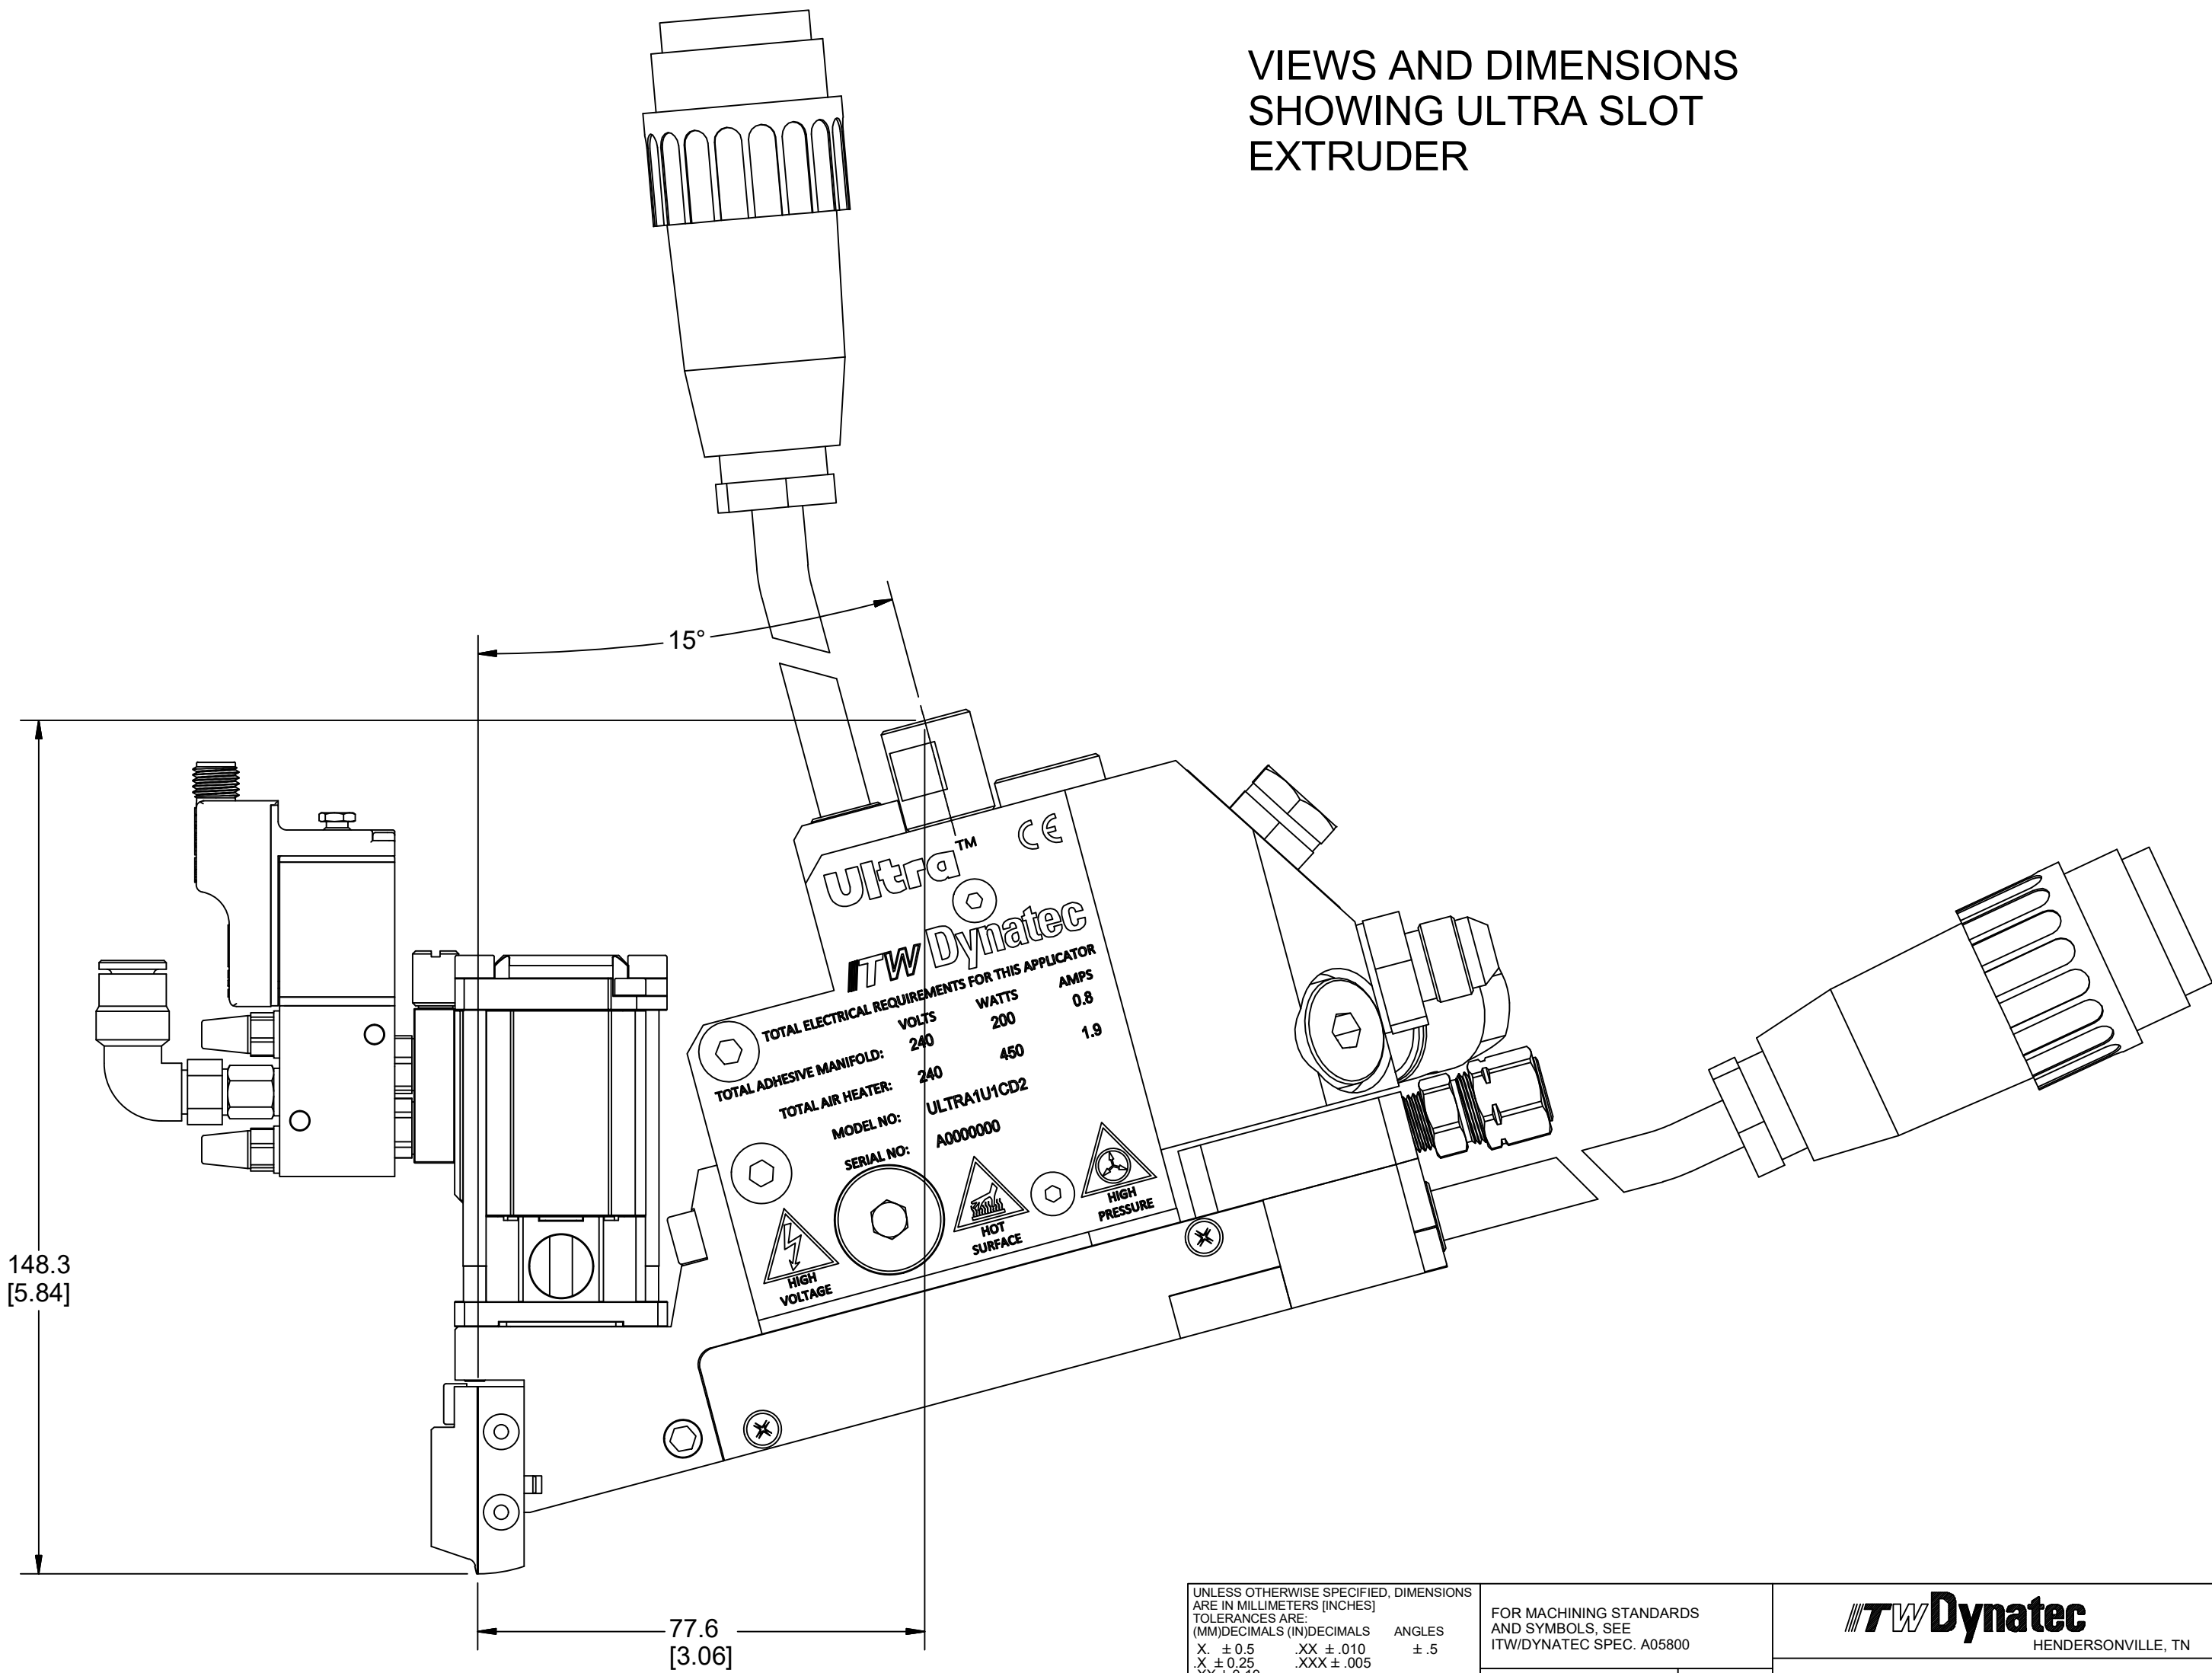 VIEWS AND DIMENSIONS
SHOWING ULTRA SLOT
EXTRUDER
15°
Ultra™ CE
ITW Dynatec
TOTAL ELECTRICAL REQUIREMENTS FOR THIS APPLICATOR
VOLTS WATTS AMPS
TOTAL ADHESIVE MANIFOLD: 240 200 0.8
TOTAL AIR HEATER: 240 450 1.9
MODEL NO: ULTRA1U1CD2
SERIAL NO: A0000000
HIGH
VOLTAGE
HOT
SURFACE
HIGH
PRESSURE
148.3
[5.84]
77.6
[3.06]
UNLESS OTHERWISE SPECIFIED, DIMENSIONS
ARE IN MILLIMETERS [INCHES]
TOLERANCES ARE:
(MM)DECIMALS (IN)DECIMALS ANGLES
X. ± 0.5 .XX ± .010 ± .5
.X ± 0.25 .XXX ± .005
FOR MACHINING STANDARDS
AND SYMBOLS, SEE
ITW/DYNATEC SPEC. A05800
ITW Dynatec
HENDERSONVILLE, TN